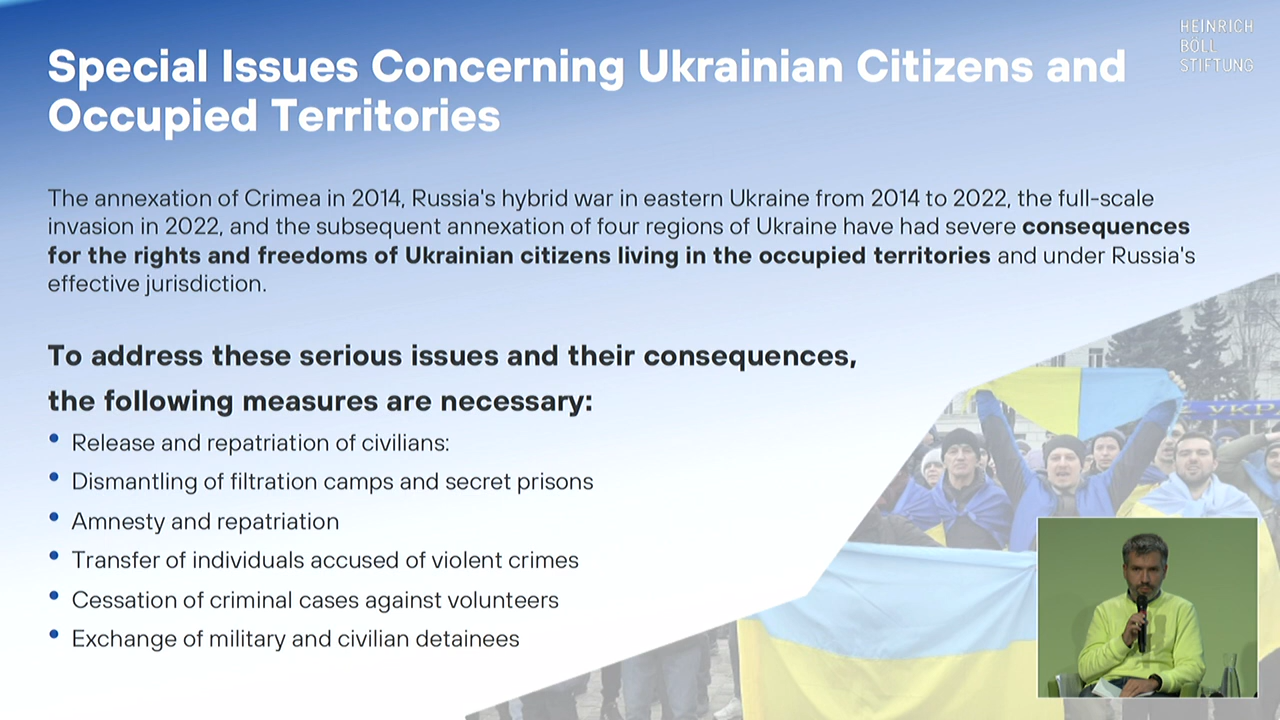 HEINRICH
BÖLL
STIFTUNG
Special Issues Concerning Ukrainian Citizens and
Occupied Territories
The annexation of Crimea in 2014, Russia's hybrid war in eastern Ukraine from 2014 to 2022, the full-scale
invasion in 2022, and the subsequent annexation of four regions of Ukraine have had severe consequences
for the rights and freedoms of Ukrainian citizens living in the occupied territories and under Russia's
effective jurisdiction.
To address these serious issues and their consequences,
the following measures are necessary:
• Release and repatriation of civilians:
• Dismantling of filtration camps and secret prisons
• Amnesty and repatriation
• Transfer of individuals accused of violent crimes
• Cessation of criminal cases against volunteers
• Exchange of military and civilian detainees
УКР